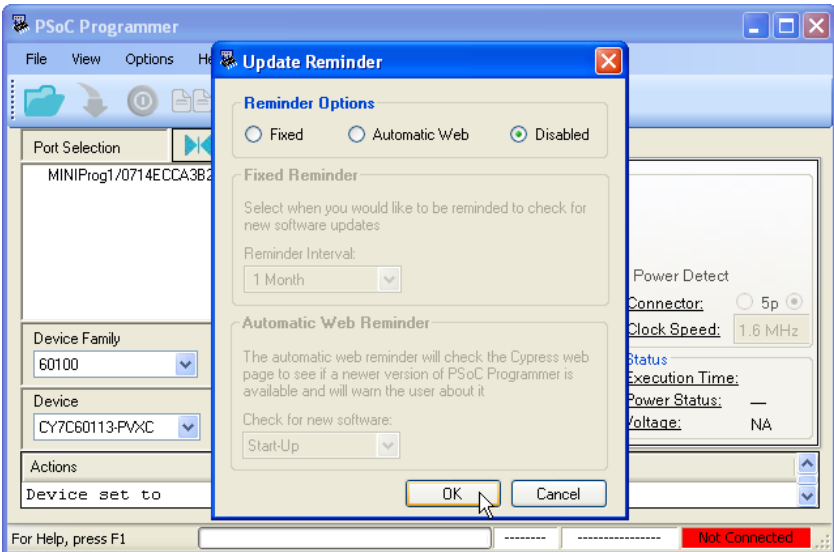 PSoC Programmer
File View Options He
Update Reminder
Reminder Options
Fixed Automatic Web Disabled
Fixed Reminder
Select when you would like to be reminded to check for
new software updates
Reminder Interval:
1 Month
Automatic Web Reminder
The automatic web reminder will check the Cypress web
page to see if a newer version of PSoC Programmer is
available and will warn the user about it
Check for new software:
Start-Up
OK Cancel
Port Selection
MINIProg1/0714ECCA3B2
Device Family
60100
Device
CY7C60113-PVXC
Actions
Device set to
Power Detect
Connector: 5p
Clock Speed: 1.6 MHz
Status
Execution Time:
Power Status: —
Voltage: NA
For Help, press F1 -------- ---------------- Not Connected